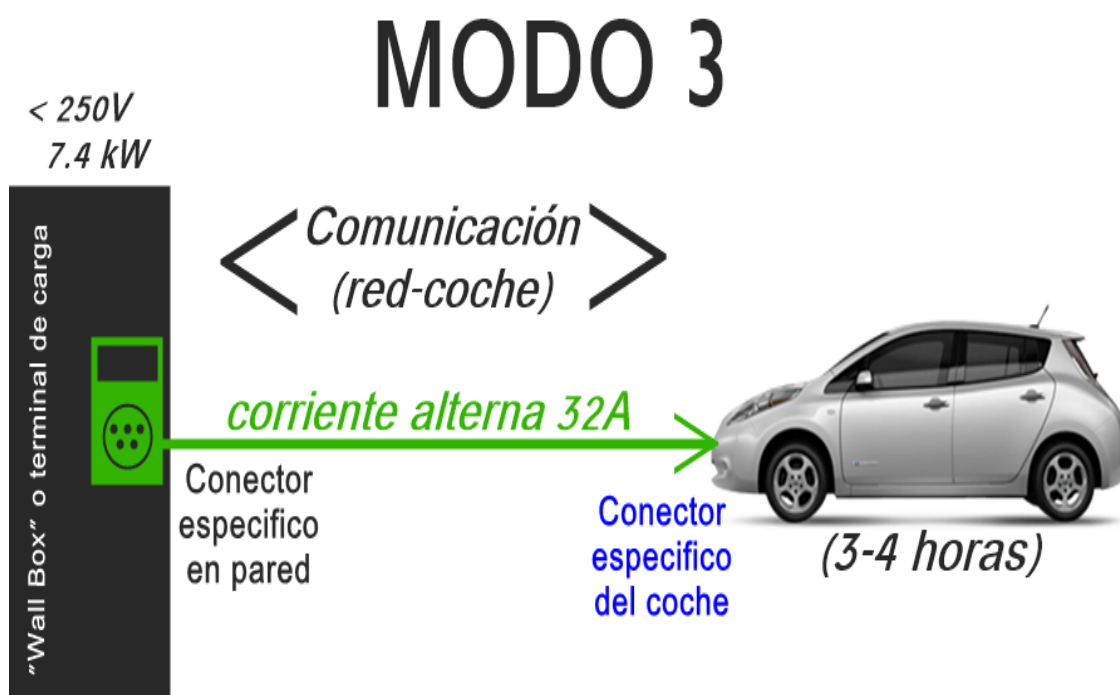 MODO 3
< 250V
7.4 kW
"Wall Box" o terminal de carga
Comunicación
(red-coche)
corriente alterna 32A
Conector
especifico
en pared
Conector
especifico
del coche
(3-4 horas)